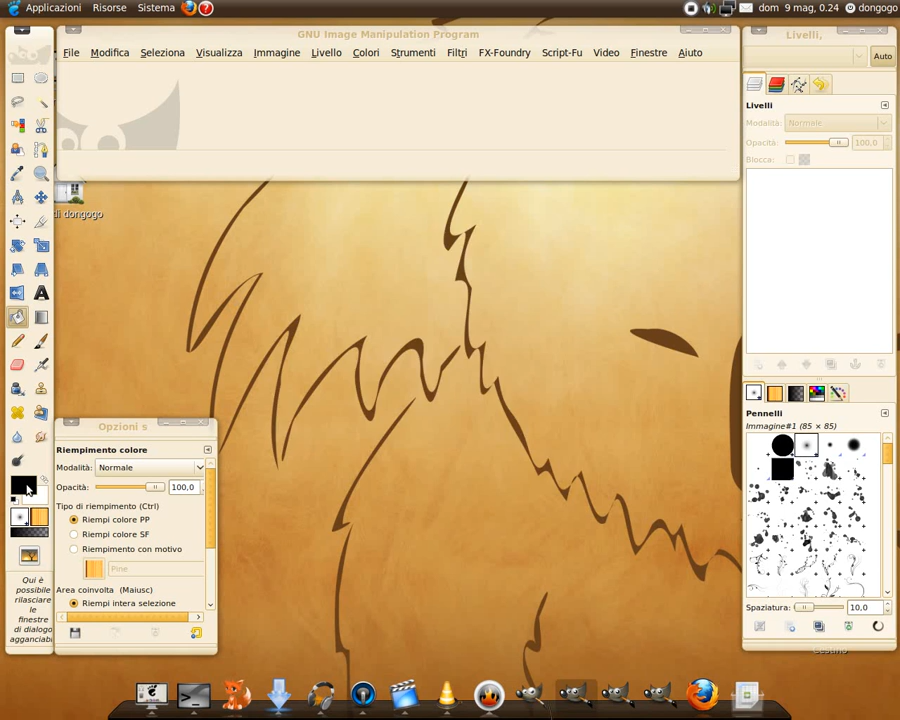 Applicazioni Risorse Sistema
dom 9 mag, 0.24 dongogo
GNU Image Manipulation Program
File Modifica Seleziona Visualizza Immagine Livello Colori Strumenti Filtri FX-Foundry Script-Fu Video Finestre Aiuto
di dongogo
Livelli,
Auto
Livelli
Modalità: Normale
Opacità: 100,0
Blocca:
Pennelli
Immagine#1 (85 × 85)
Spaziatura: 10,0
Opzioni s
Riempimento colore
Modalità: Normale
Opacità: 100,0
Tipo di riempimento (Ctrl)
Riempi colore PP
Riempi colore SF
Riempimento con motivo
Pine
Area coinvolta (Maiusc)
Riempi intera selezione
Qui è
possibile
rilasciare
le
finestre
di dialogo
agganciabi